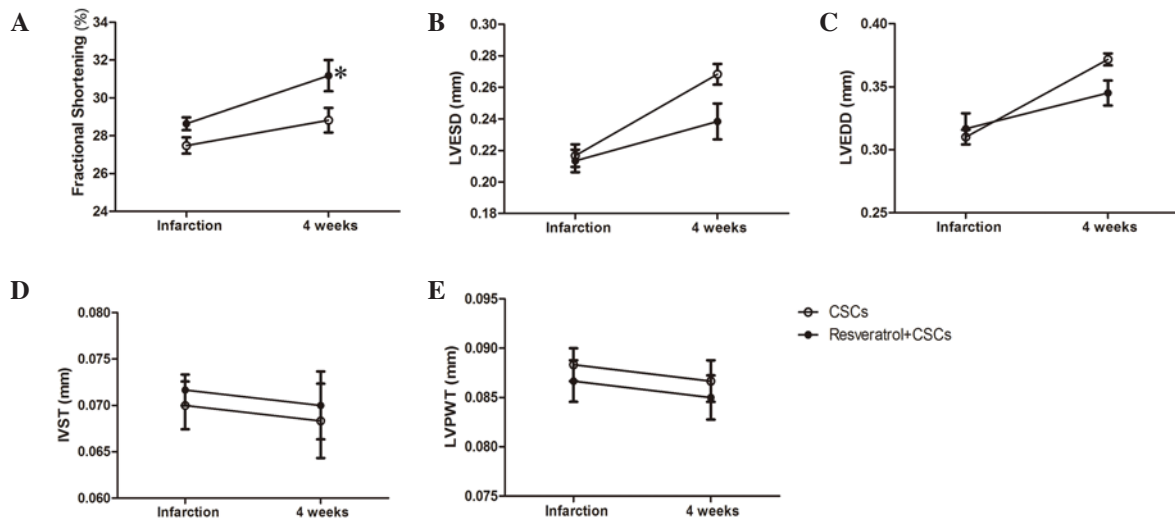 A
Fractional Shortening (%)
34
32
30
28
26
24
*
Infarction
4 weeks
B
LVESD (mm)
0.30
0.26
0.24
0.22
0.20
0.18
Infarction
4 weeks
C
LVEDD (mm)
0.40
0.35
0.30
0.25
Infarction
4 weeks
D
IVST (mm)
0.080
0.075
0.070
0.065
0.060
Infarction
4 weeks
E
LVPWT (mm)
0.095
0.090
0.085
0.080
0.075
Infarction
4 weeks
CSCs
Resveratrol+CSCs